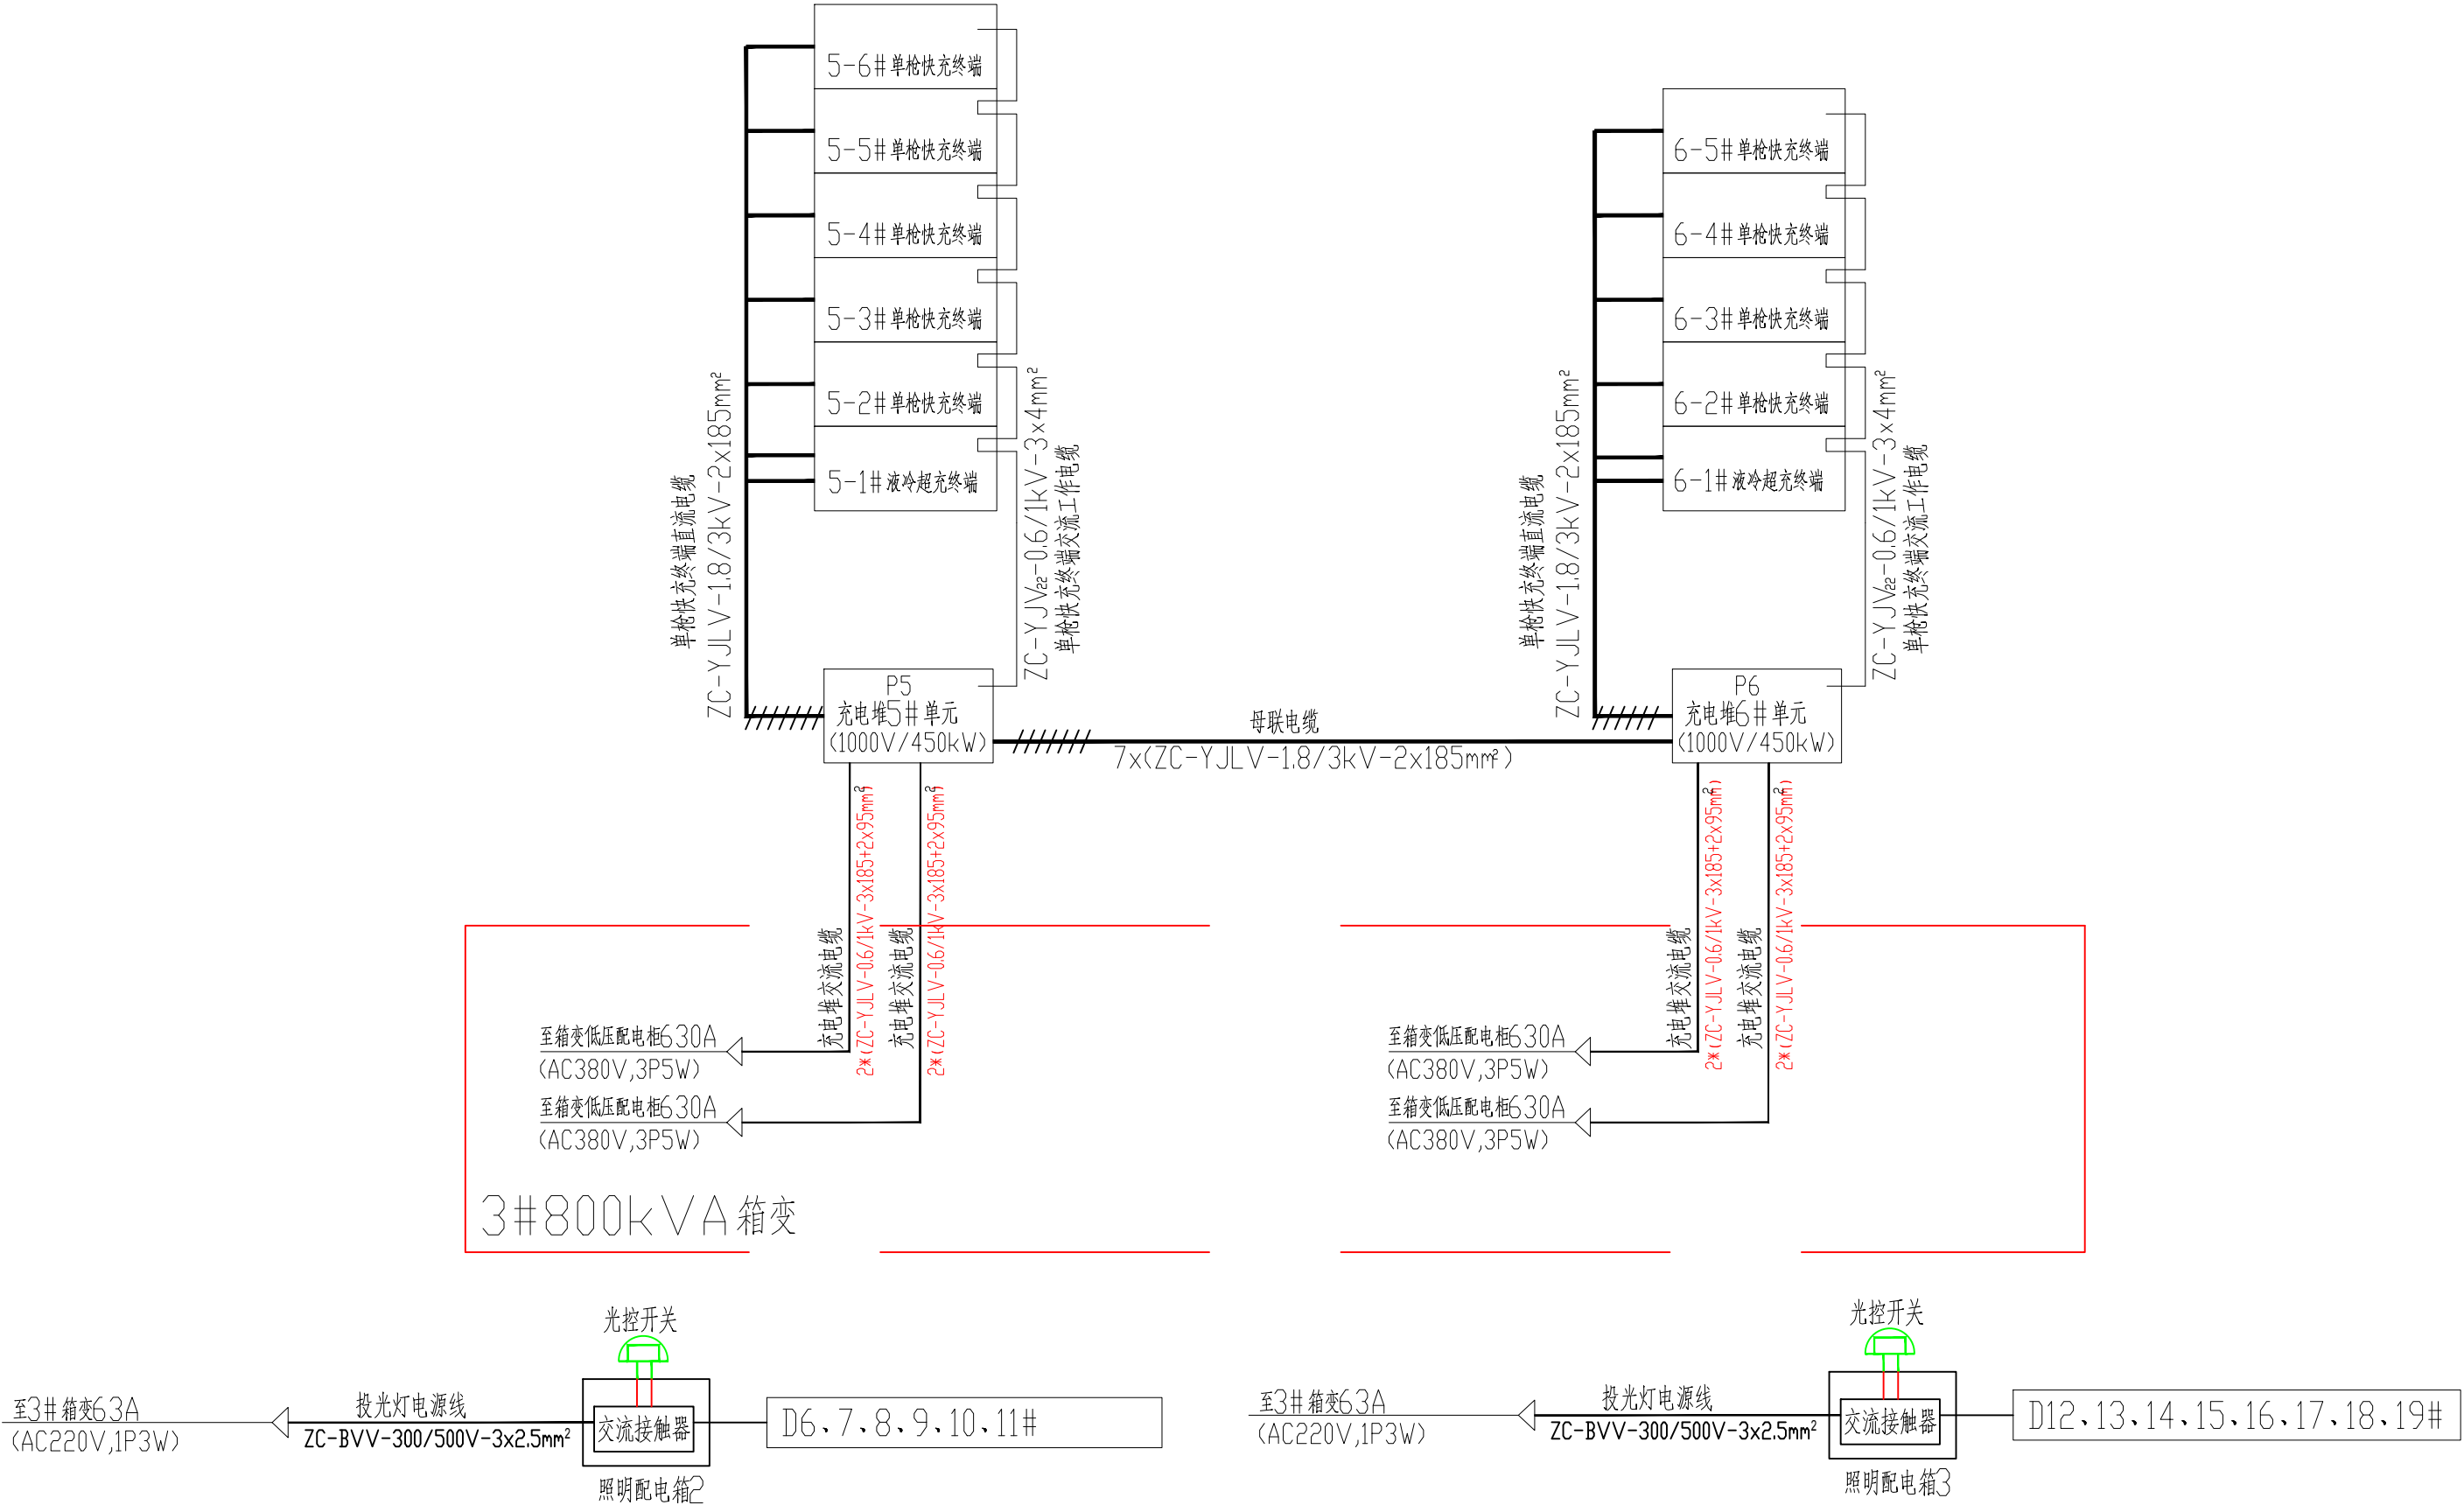 5-6#单枪快充终端
5-5#单枪快充终端
5-4#单枪快充终端
5-3#单枪快充终端
5-2#单枪快充终端
5-1#液冷超充终端
单枪快充终端直流电缆
ZC-YJLV-1.8/3kV-2x185mm²
ZC-YJV₂₂-0.6/1kV-3x4mm²
单枪快充终端交流工作电缆
6-5#单枪快充终端
6-4#单枪快充终端
6-3#单枪快充终端
6-2#单枪快充终端
6-1#液冷超充终端
单枪快充终端直流电缆
ZC-YJLV-1.8/3kV-2x185mm²
ZC-YJV₂₂-0.6/1kV-3x4mm²
单枪快充终端交流工作电缆
P5
充电堆5#单元
(1000V/450kW)
母联电缆
7x(ZC-YJLV-1.8/3kV-2x185mm²)
P6
充电堆6#单元
(1000V/450kW)
充电堆交流电缆
2*(ZC-YJLV-0.6/1kV-3x185+2x95mm²)
充电堆交流电缆
2*(ZC-YJLV-0.6/1kV-3x185+2x95mm²)
充电堆交流电缆
2*(ZC-YJLV-0.6/1kV-3x185+2x95mm²)
充电堆交流电缆
2*(ZC-YJLV-0.6/1kV-3x185+2x95mm²)
至箱变低压配电柜630A
(AC380V,3P5W)
至箱变低压配电柜630A
(AC380V,3P5W)
至箱变低压配电柜630A
(AC380V,3P5W)
至箱变低压配电柜630A
(AC380V,3P5W)
3#800kVA箱变
光控开关
至3#箱变63A
(AC220V,1P3W)
投光灯电源线
ZC-BVV-300/500V-3x2.5mm²
交流接触器
D6、7、8、9、10、11#
照明配电箱2
光控开关
至3#箱变63A
(AC220V,1P3W)
投光灯电源线
ZC-BVV-300/500V-3x2.5mm²
交流接触器
D12、13、14、15、16、17、18、19#
照明配电箱3